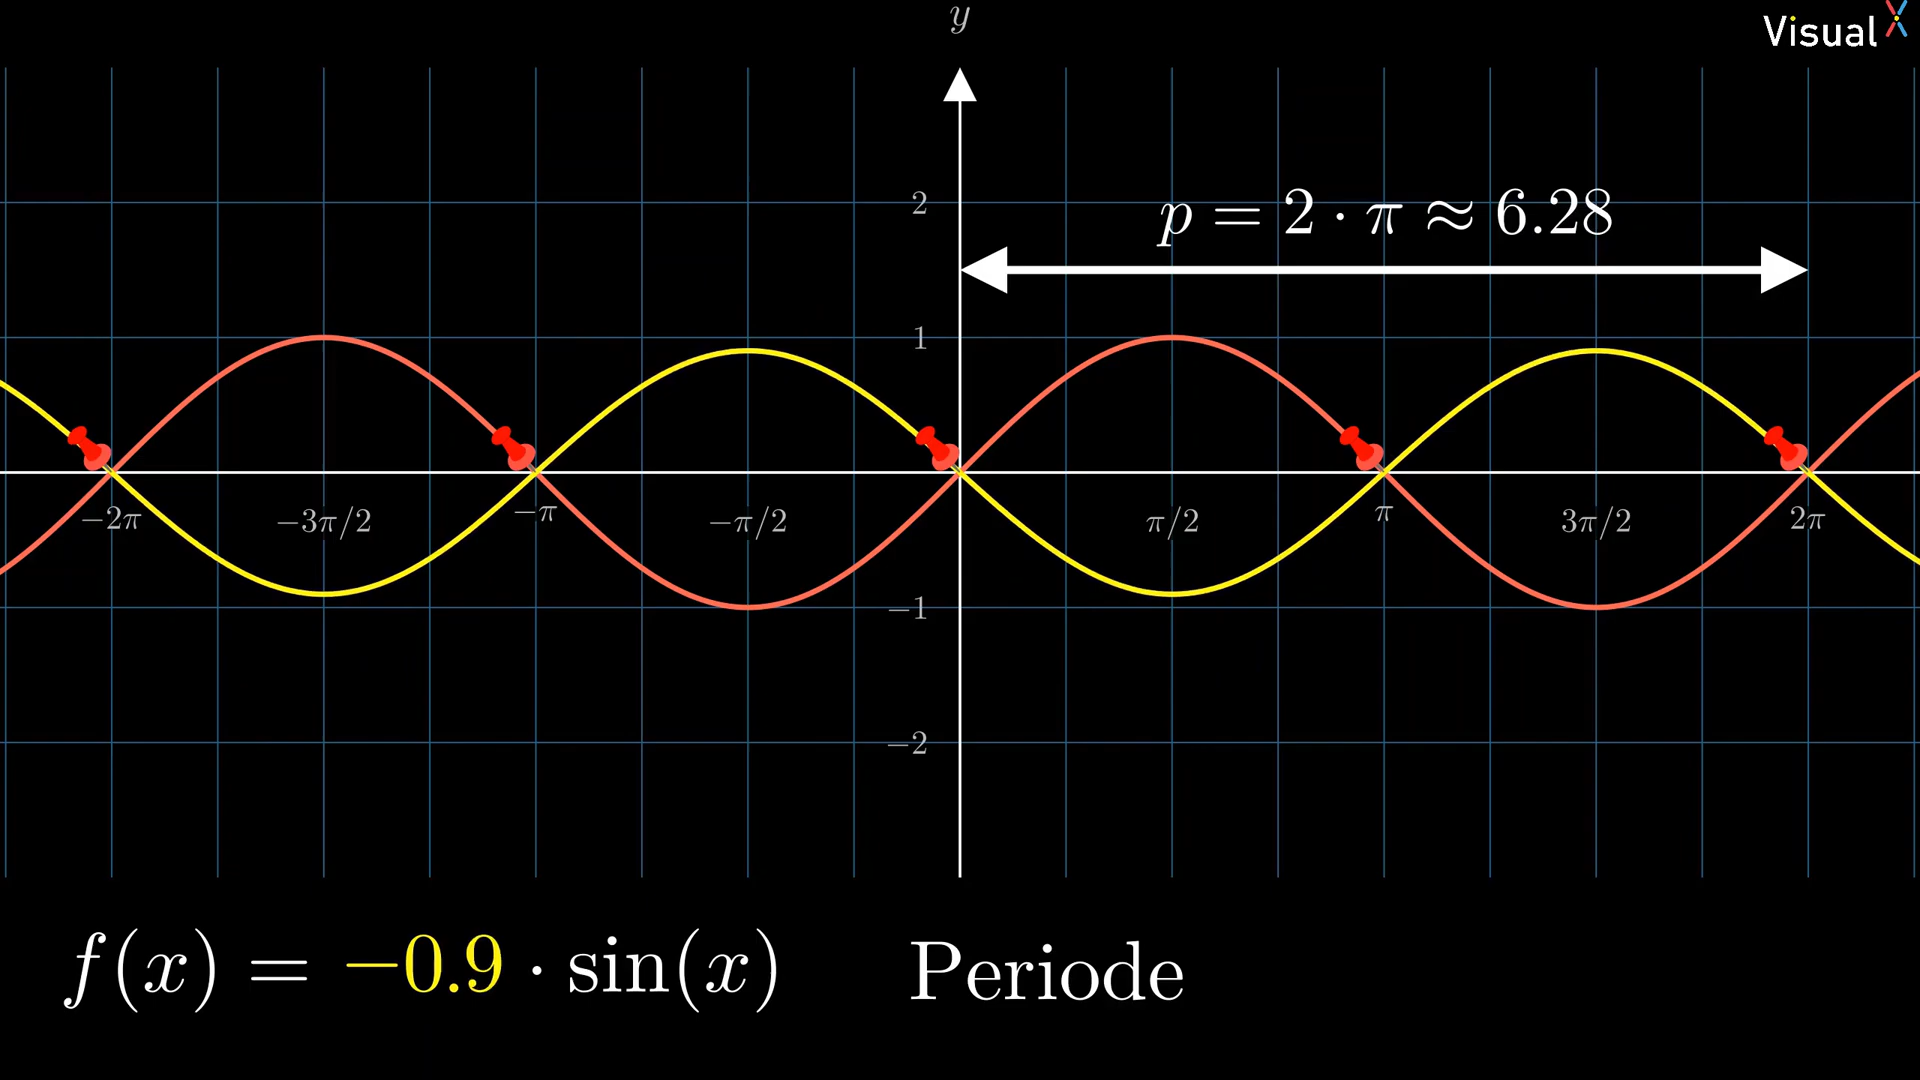 y
VisualX
2
p = 2 · π ≈ 6.28
1
−2π −3π/2 −π −π/2 π/2 π 3π/2 2π
−1
−2
f(x) = −0.9 · sin(x) Periode